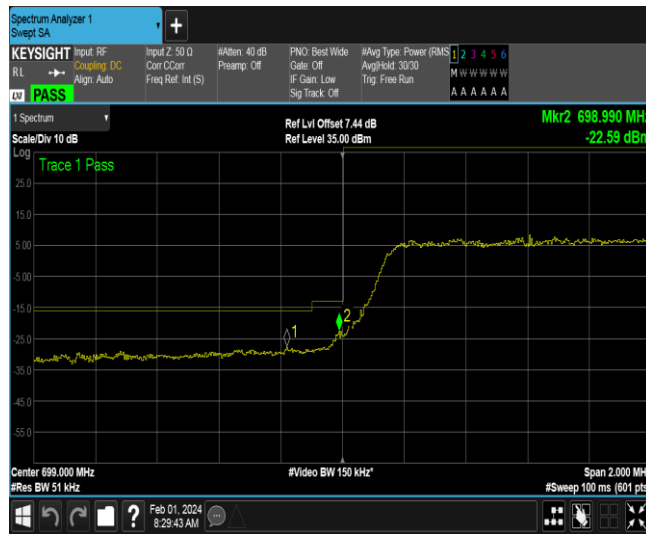 Spectrum Analyzer 1
Swept SA
+
KEYSIGHT
RL
LXI
PASS
Input: RF
Coupling: DC
Align: Auto
Input Z: 50 Ω
Corr CCorr
Freq Ref: Int (S)
#Atten: 40 dB
Preamp: Off
PNO: Best Wide
Gate: Off
IF Gain: Low
Sig Track: Off
#Avg Type: Power (RMS
Avg|Hold: 30/30
Trig: Free Run
1 2 3 4 5 6
M W W W W W
A A A A A A
1 Spectrum
Scale/Div 10 dB
Log
Ref Lvl Offset 7.44 dB
Ref Level 35.00 dBm
Mkr2 698.990 MHz
-22.59 dBm
Trace 1 Pass
25.0
15.0
5.00
-5.00
-15.0
-25.0
-35.0
-45.0
-55.0
1
2
Center 699.000 MHz
#Res BW 51 kHz
#Video BW 150 kHz*
Span 2.000 MH
#Sweep 100 ms (601 pts
?
Feb 01, 2024
8:29:43 AM